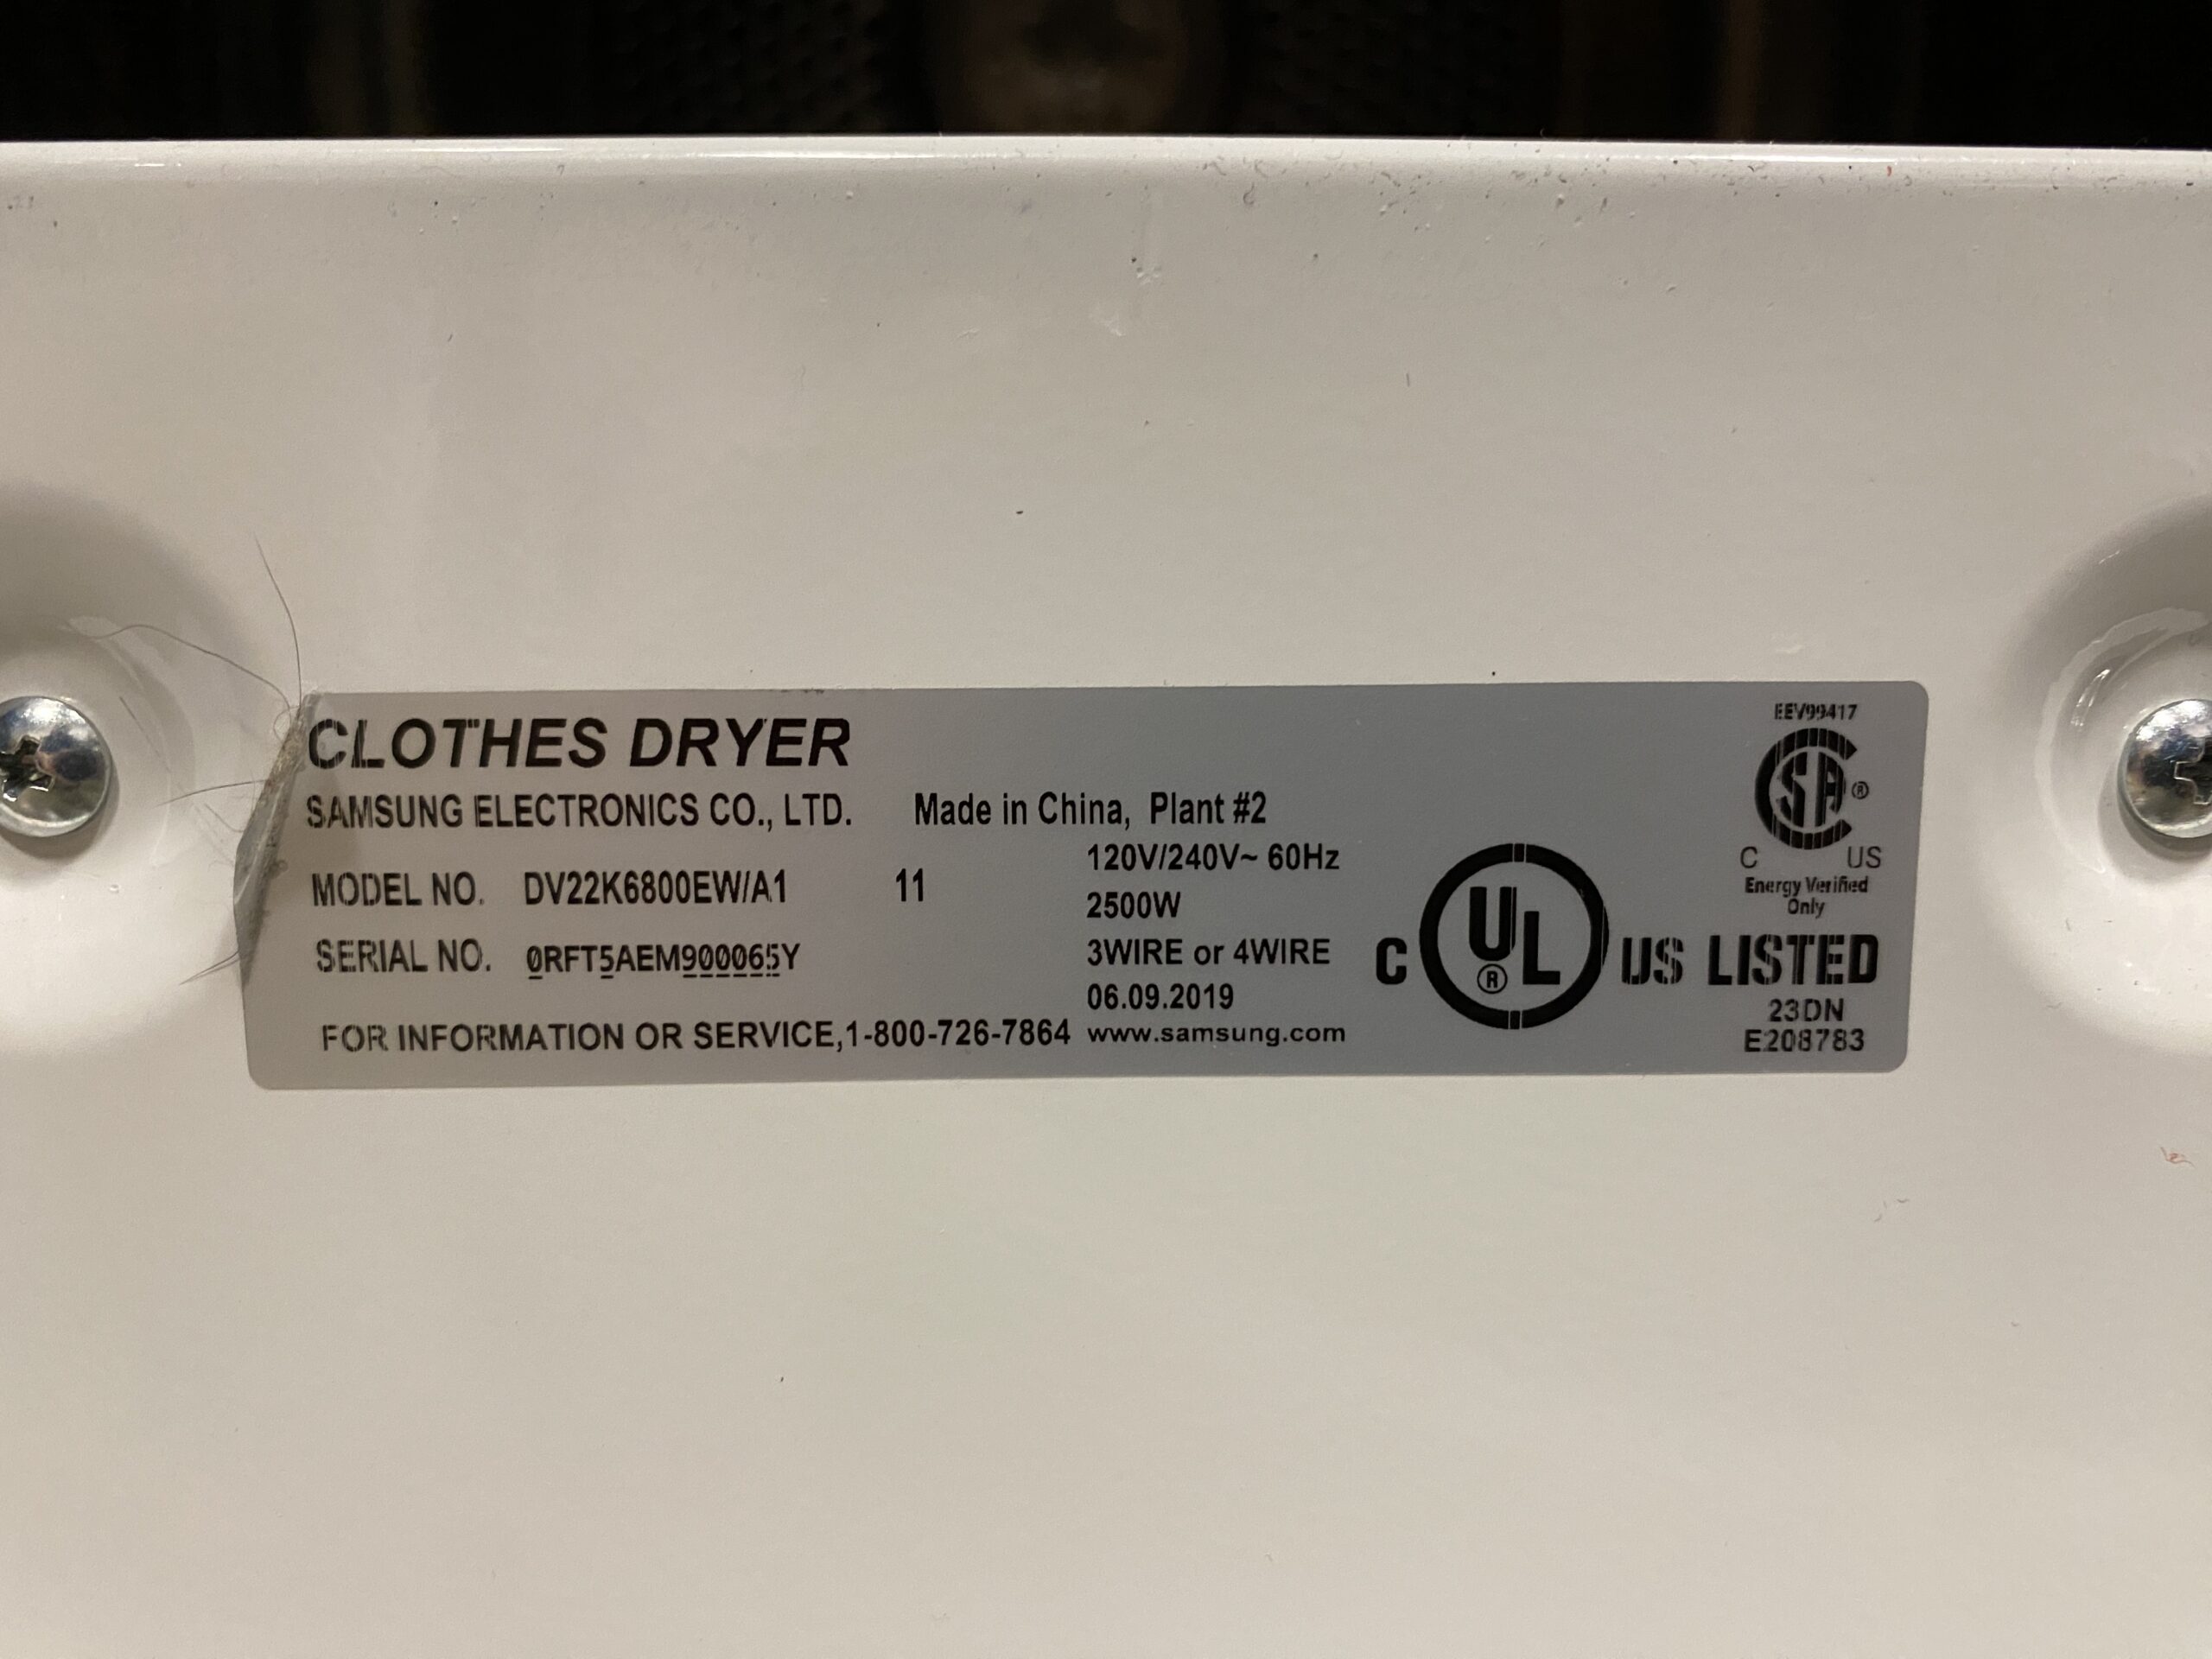 CLOTHES DRYER
SAMSUNG ELECTRONICS CO., LTD. Made in China, Plant #2
MODEL NO. DV22K6800EW/A1 11
SERIAL NO. 0RFT5AEM900065Y
120V/240V~ 60Hz
2500W
3WIRE or 4WIRE
06.09.2019
FOR INFORMATION OR SERVICE,1-800-726-7864 www.samsung.com
C UL ® US LISTED
23DN
E208783
EEV99417
CSA ®
C US
Energy Verified
Only